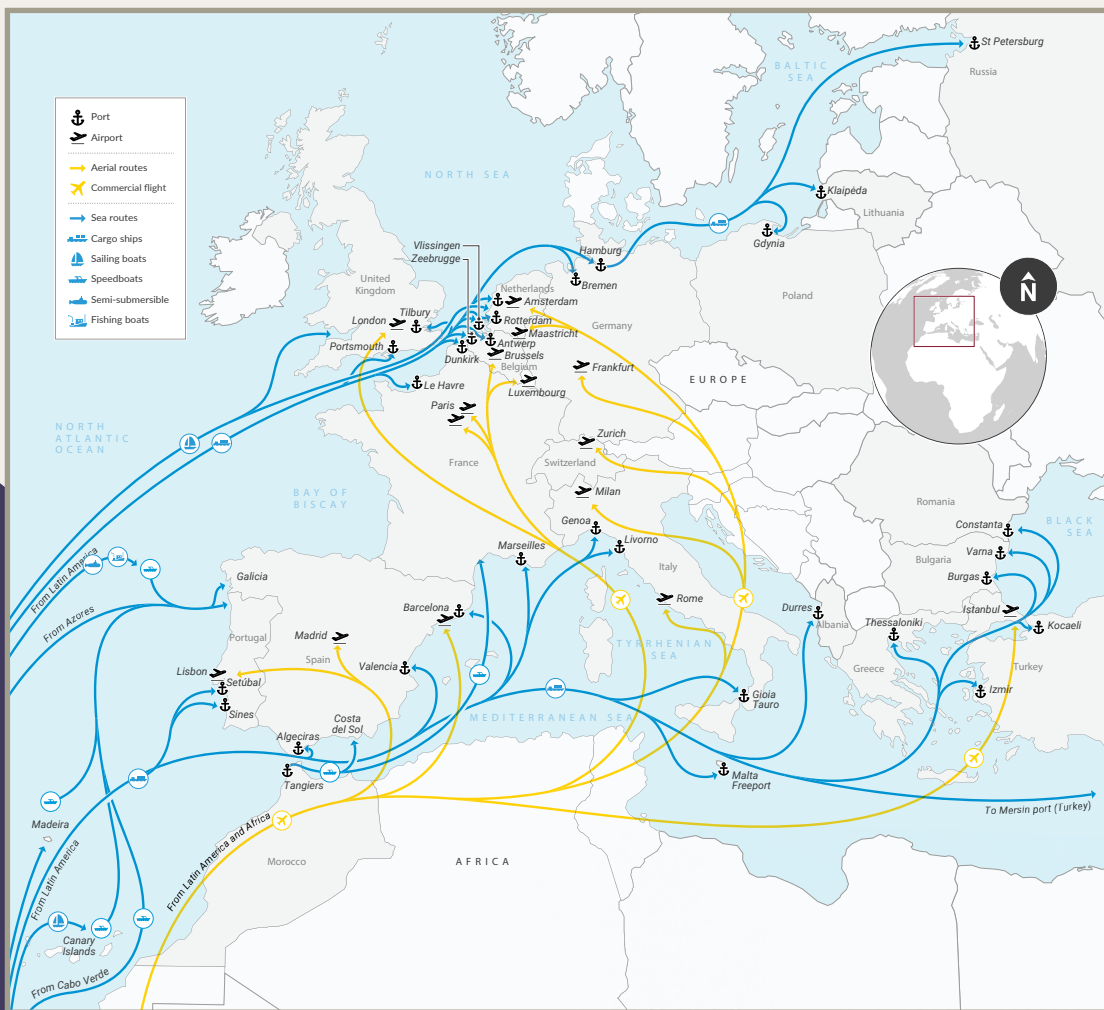 St Petersburg
Russia
BALTIC
SEA
Port
Airport
Aerial routes
Commercial flight
Sea routes
Cargo ships
Sailing boats
Speedboats
Semi-submersible
Fishing boats
NORTH SEA
Klaipėda
Lithuania
Gdynia
Vlissingen
Zeebrugge
Hamburg
Bremen
United
Kingdom
Netherlands
Amsterdam
Poland
N
London
Tilbury
Rotterdam
Germany
Maastricht
Portsmouth
Antwerp
Dunkirk
Brussels
Belgium
Frankfurt
Le Havre
Luxembourg
EUROPE
Paris
NORTH
ATLANTIC
OCEAN
Zurich
France
Switzerland
BAY OF
BISCAY
Milan
Romania
Genoa
Constanta
BLACK
SEA
Livorno
Marseilles
Varna
Bulgaria
From Latin America
Galicia
Italy
Burgas
From Azores
Barcelona
Rome
Durres
Istanbul
Albania
Thessaloniki
Kocaeli
Portugal
Madrid
Spain
TYRRHENIAN
SEA
Lisbon
Valencia
Greece
Turkey
Setúbal
Izmir
Sines
Gioia
Tauro
Costa
del Sol
MEDITERRANEAN SEA
Algeciras
Tangiers
Malta
Freeport
To Mersin port (Turkey)
Madeira
From Latin America and Africa
Morocco
AFRICA
From Latin America
Canary
Islands
From Cabo Verde